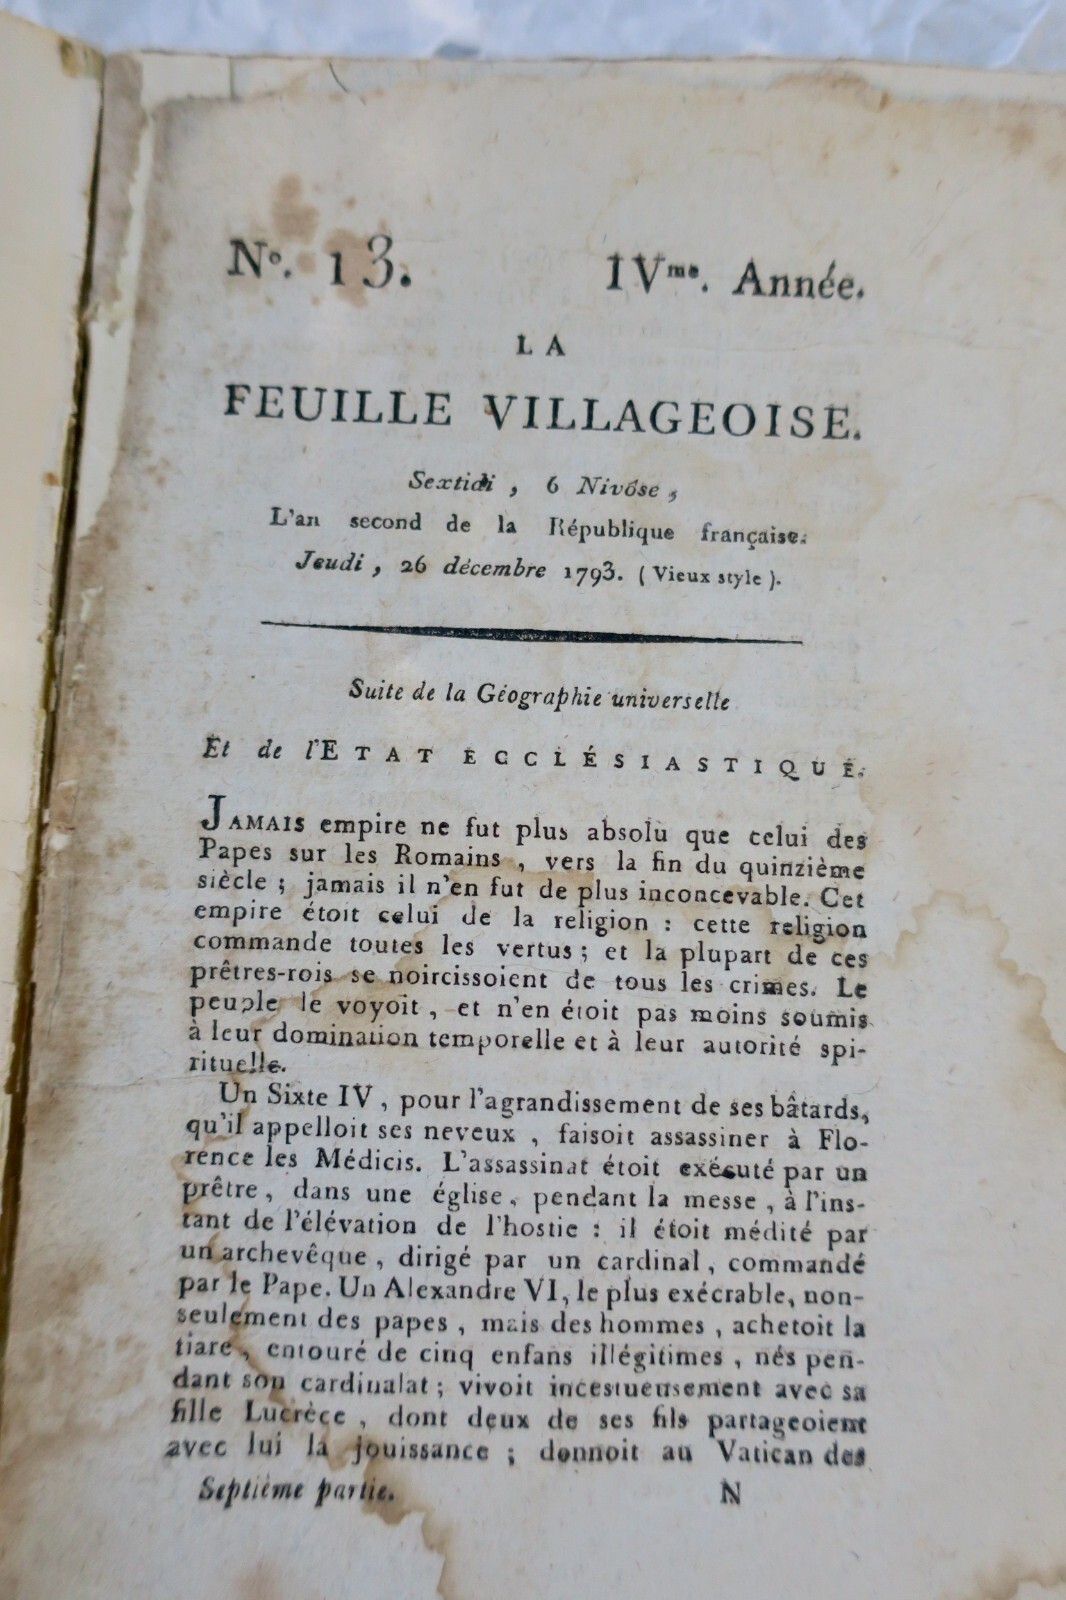 N°. 13. IVme. Année.
LA
FEUILLE VILLAGEOISE.
Sextidi, 6 Nivôse,
L'an second de la République française.
Jeudi, 26 décembre 1793. (Vieux style).
Suite de la Géographie universelle
Et de l'ETAT ECCLÉSIASTIQUE.
JAMAIS empire ne fut plus absolu que celui des
Papes sur les Romains, vers la fin du quinzième
siècle ; jamais il n'en fut de plus inconcevable. Cet
empire étoit celui de la religion : cette religion
commande toutes les vertus ; et la plupart de ces
prêtres-rois se noircissoient de tous les crimes. Le
peuple le voyoit, et n'en étoit pas moins soumis
à leur domination temporelle et à leur autorité spi-
rituelle.
Un Sixte IV, pour l'agrandissement de ses bâtards,
qu'il appelloit ses neveux, faisoit assassiner à Flo-
rence les Médicis. L'assassinat étoit exécuté par un
prêtre, dans une église, pendant la messe, à l'ins-
tant de l'élévation de l'hostie : il étoit médité par
un archevêque, dirigé par un cardinal, commandé
par le Pape. Un Alexandre VI, le plus exécrable, non-
seulement des papes, mais des hommes, achetoit la
tiare, entouré de cinq enfans illégitimes, nés pen-
dant son cardinalat ; vivoit incestueusement avec sa
fille Lucrèce, dont deux de ses fils partageoient
avec lui la jouissance ; donnoit au Vatican des
Septième partie. N